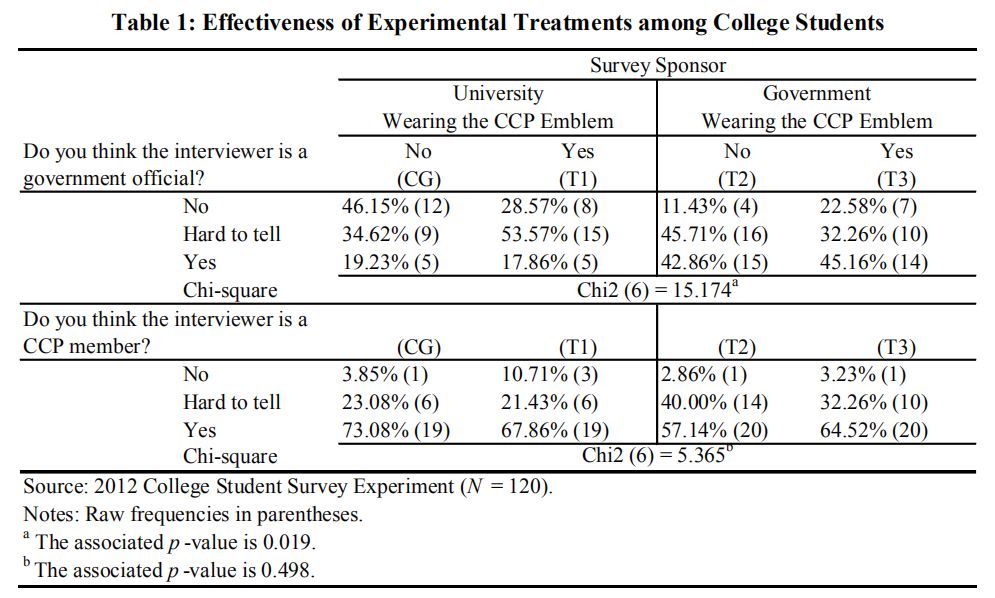 Table 1: Effectiveness of Experimental Treatments among College Students
Survey Sponsor
University Government
Wearing the CCP Emblem Wearing the CCP Emblem
Do you think the interviewer is a No Yes No Yes
government official? (CG) (T1) (T2) (T3)
No 46.15% (12) 28.57% (8) 11.43% (4) 22.58% (7)
Hard to tell 34.62% (9) 53.57% (15) 45.71% (16) 32.26% (10)
Yes 19.23% (5) 17.86% (5) 42.86% (15) 45.16% (14)
Chi-square Chi2 (6) = 15.174a
Do you think the interviewer is a
CCP member? (CG) (T1) (T2) (T3)
No 3.85% (1) 10.71% (3) 2.86% (1) 3.23% (1)
Hard to tell 23.08% (6) 21.43% (6) 40.00% (14) 32.26% (10)
Yes 73.08% (19) 67.86% (19) 57.14% (20) 64.52% (20)
Chi-square Chi2 (6) = 5.365b
Source: 2012 College Student Survey Experiment (N = 120).
Notes: Raw frequencies in parentheses.
a The associated p-value is 0.019.
b The associated p-value is 0.498.